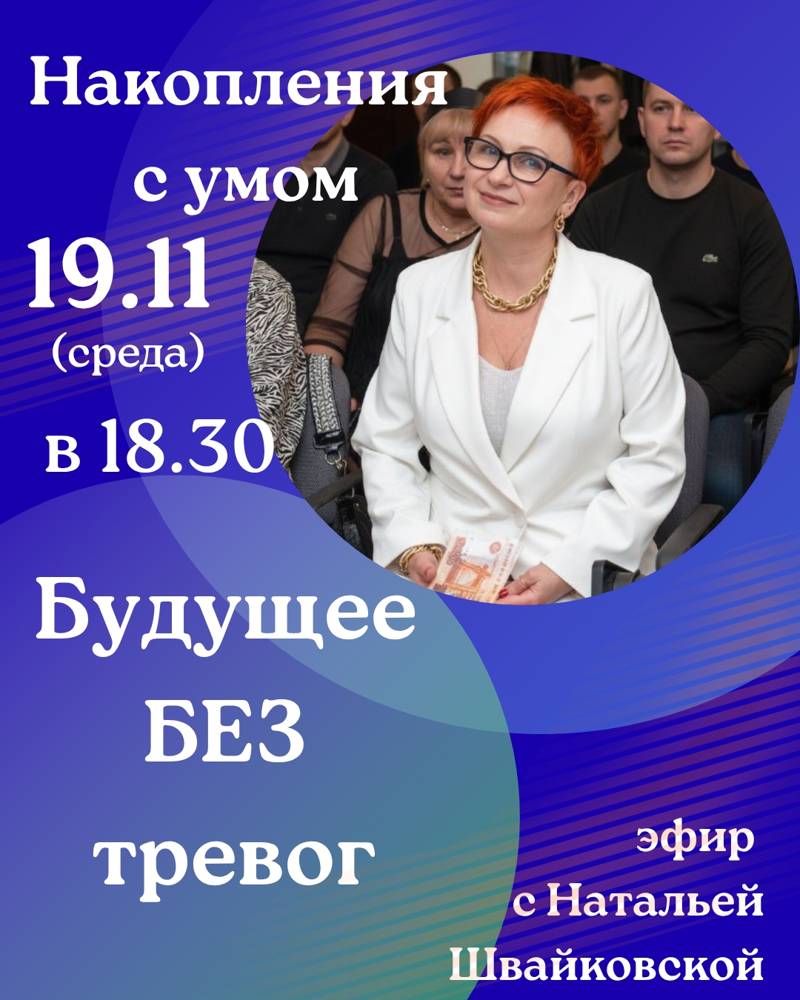 Накопления
с умом
19.11
(среда)
в 18.30
Будущее
БЕЗ
тревог
эфир
с Натальей
Швайковской